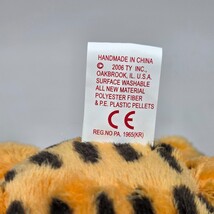 HANDMADE IN CHINA
© 2006 TY INC.,
OAKBROOK, IL. U.S.A.
SURFACE WASHABLE
ALL NEW MATERIAL
POLYESTER FIBER
& P.E. PLASTIC PELLETS
CE
REG.NO PA. 1965(KR)